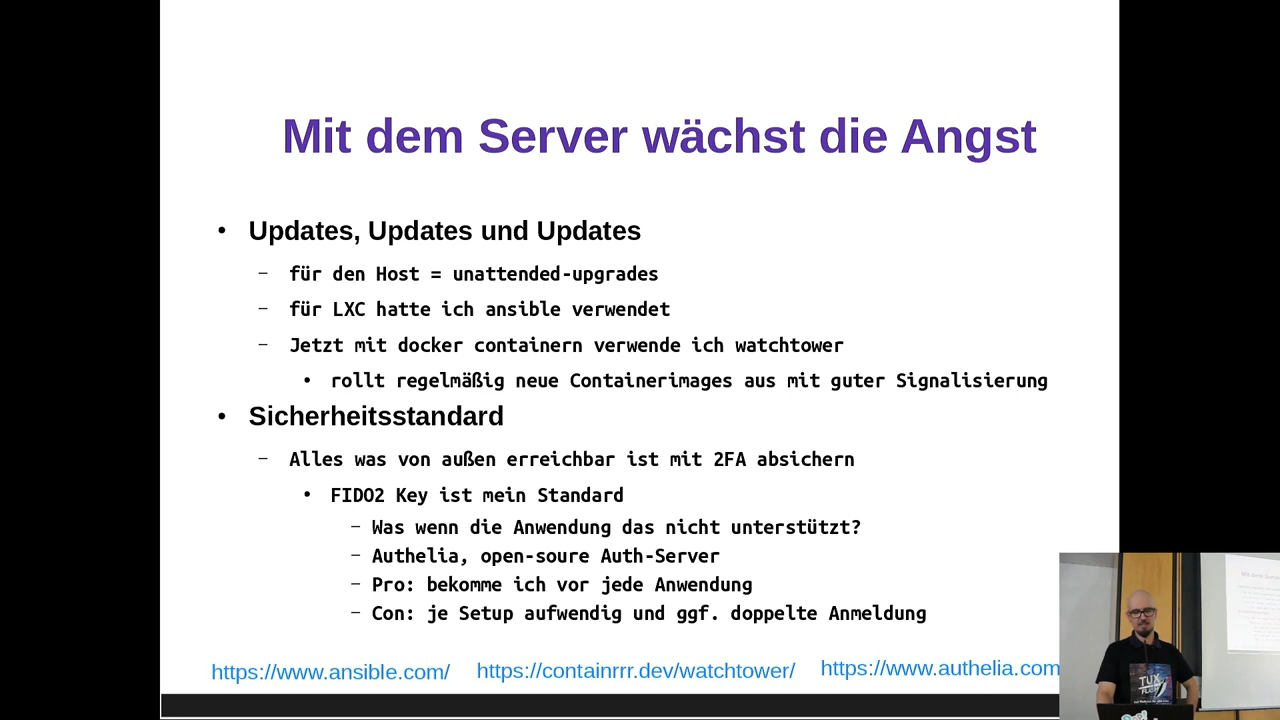 Mit dem Server wächst die Angst
• Updates, Updates und Updates
– für den Host = unattended-upgrades
– für LXC hatte ich ansible verwendet
– Jetzt mit docker containern verwende ich watchtower
• rollt regelmäßig neue Containerimages aus mit guter Signalisierung
• Sicherheitsstandard
– Alles was von außen erreichbar ist mit 2FA absichern
• FIDO2 Key ist mein Standard
– Was wenn die Anwendung das nicht unterstützt?
– Authelia, open-soure Auth-Server
– Pro: bekomme ich vor jede Anwendung
– Con: je Setup aufwendig und ggf. doppelte Anmeldung
https://www.ansible.com/ https://containrrr.dev/watchtower/ https://www.authelia.com
TUX